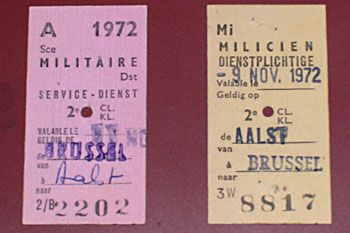 A 1972
Sce
MILITAIRE
Dst
SERVICE - DIENST
2e CL.
KL.
VALABLE LE
GELDIG DE
de
van BRUSSEL
à
naar Aalst
2/B 2202
Mi
MILICIEN
DIENSTPLICHTIGE
- 9 NOV. 1972
Valable le
Geldig op
2e CL.
KL.
de AALST
van
à BRUSSEL
naar
3W 8817